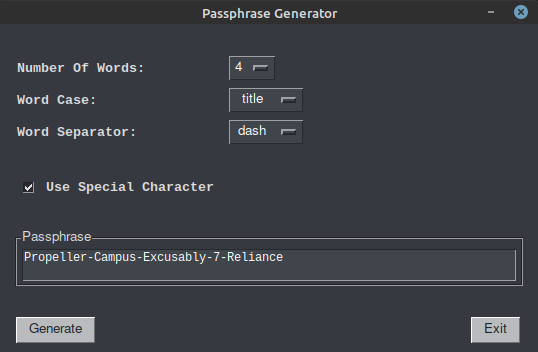 Passphrase Generator
Number Of Words: 4
Word Case: title
Word Separator: dash
Use Special Character
Passphrase
Propeller-Campus-Excusably-7-Reliance
Generate Exit